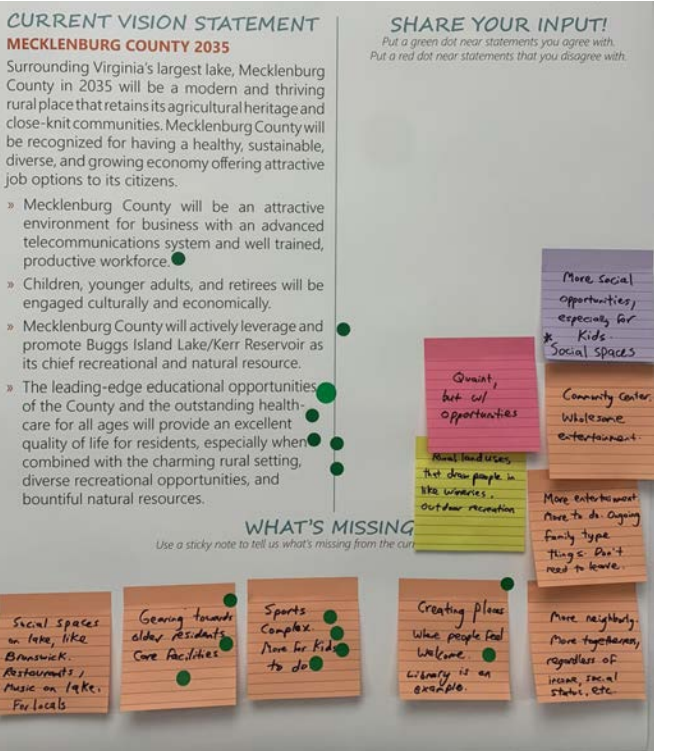 CURRENT VISION STATEMENT
MECKLENBURG COUNTY 2035
Surrounding Virginia's largest lake, Mecklenburg
County in 2035 will be a modern and thriving
rural place that retains its agricultural heritage and
close-knit communities. Mecklenburg County will
be recognized for having a healthy, sustainable,
diverse, and growing economy offering attractive
job options to its citizens.
» Mecklenburg County will be an attractive
environment for business with an advanced
telecommunications system and well trained,
productive workforce.
» Children, younger adults, and retirees will be
engaged culturally and economically.
» Mecklenburg County will actively leverage and
promote Buggs Island Lake/Kerr Reservoir as
its chief recreational and natural resource.
» The leading-edge educational opportunities
of the County and the outstanding health-
care for all ages will provide an excellent
quality of life for residents, especially when
combined with the charming rural setting,
diverse recreational opportunities, and
bountiful natural resources.
SHARE YOUR INPUT!
Put a green dot near statements you agree with.
Put a red dot near statements that you disagree with.
More Social
opportunities,
especially for
* Kids.
Social spaces
Quaint,
but w/
opportunities
Community Center.
Wholesome
entertainment.
Rural land uses,
that draw people in
like wineries,
outdoor recreation
More entertainment.
More to do. Ongoing
family type
things. Don't
need to leave.
WHAT'S MISSING
Use a sticky note to tell us what's missing from the cur
Social spaces
on lake, like
Brunswick.
Restaurants,
Music on lake.
For locals
Gearing towards
older residents
Care facilities
Sports
Complex.
More for Kids
to do
Creating places
where people feel
welcome.
Library is an
example.
More neighborly.
More togetherness,
regardless of
income, social
status, etc.